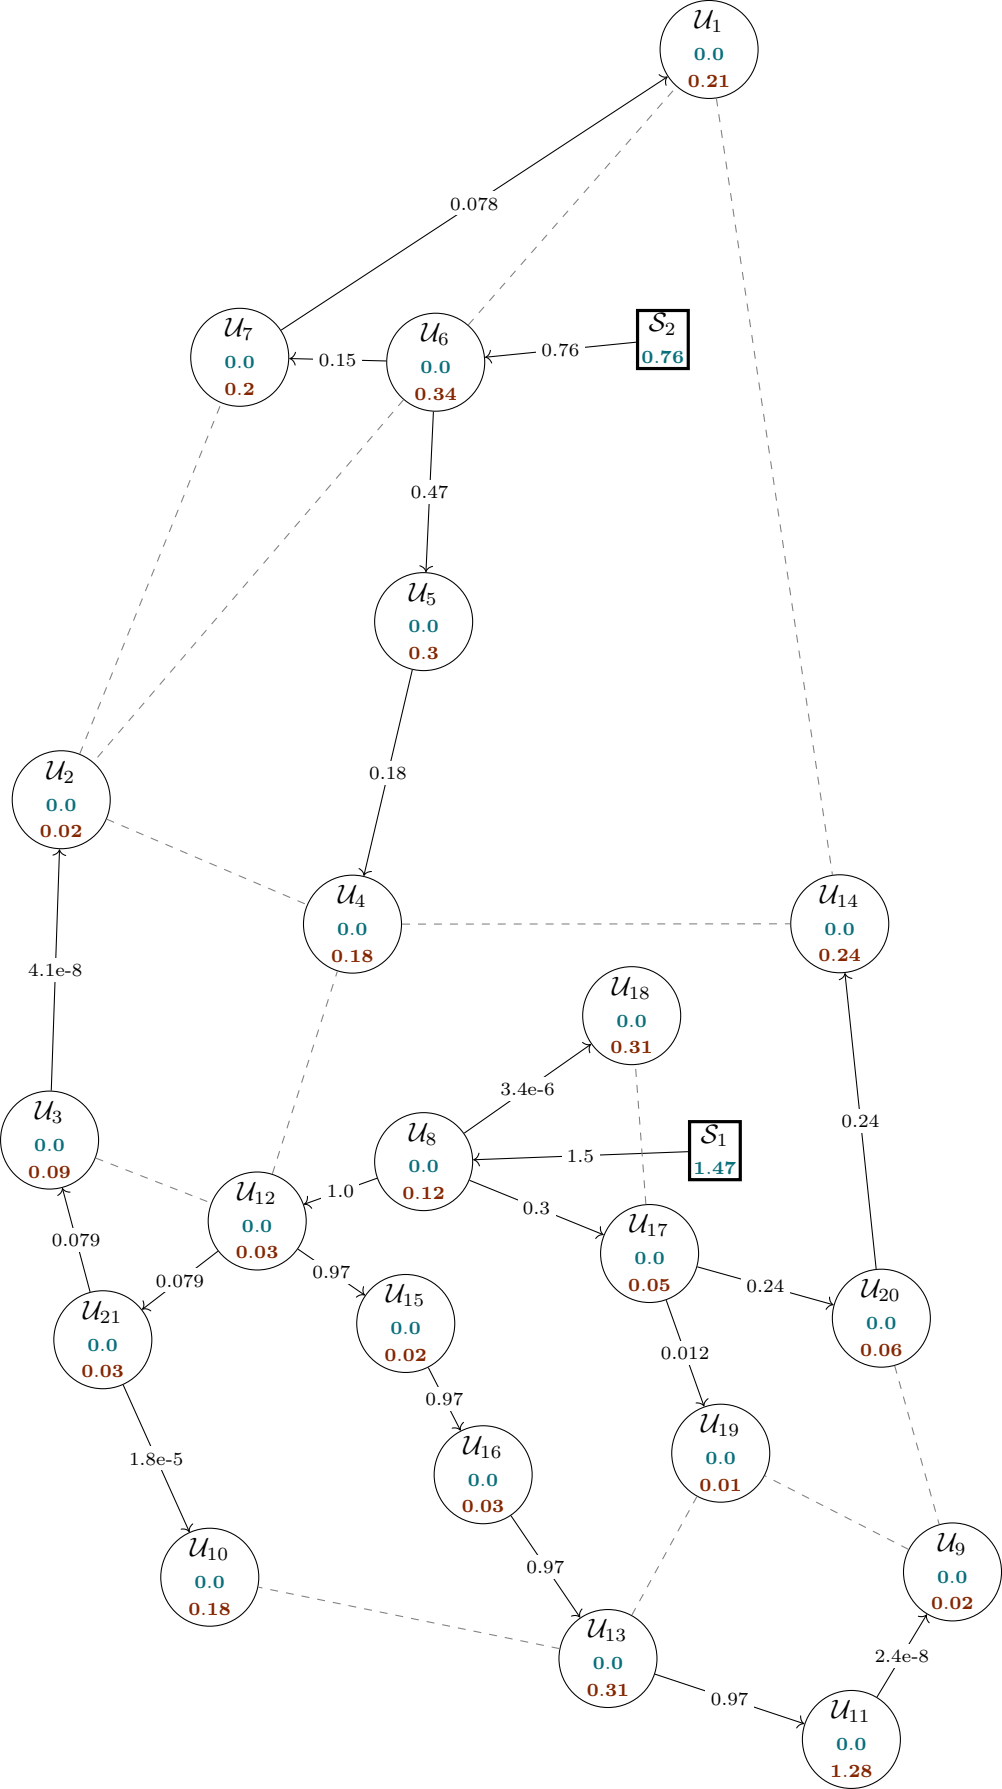 𝒰₁
0.0
0.21
0.078
𝒰₇
0.0
0.2
0.15
𝒰₆
0.0
0.34
0.76
𝒮₂
0.76
0.47
𝒰₅
0.0
0.3
0.18
𝒰₂
0.0
0.02
𝒰₄
0.0
0.18
𝒰₁₄
0.0
0.24
4.1e-8
𝒰₁₈
0.0
0.31
3.4e-6
0.24
𝒰₃
0.0
0.09
𝒰₈
0.0
0.12
1.5
𝒮₁
1.47
𝒰₁₂
0.0
0.03
1.0
0.3
𝒰₁₇
0.0
0.05
0.079
0.079
0.97
0.24
𝒰₂₁
0.0
0.03
𝒰₁₅
0.0
0.02
𝒰₂₀
0.0
0.06
0.012
0.97
𝒰₁₉
0.0
0.01
1.8e-5
𝒰₁₆
0.0
0.03
𝒰₁₀
0.0
0.18
0.97
𝒰₉
0.0
0.02
𝒰₁₃
0.0
0.31
2.4e-8
0.97
𝒰₁₁
0.0
1.28